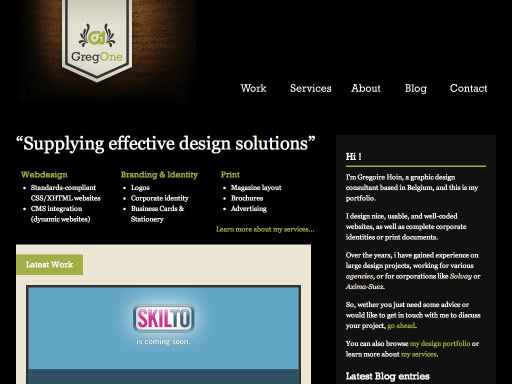 G1
GregOne
Work Services About Blog Contact
“Supplying effective design solutions”
Webdesign
• Standards-compliant
CSS/XHTML websites
• CMS integration
(dynamic websites)
Branding & Identity
• Logos
• Corporate identity
• Business Cards &
Stationery
Print
• Magazine layout
• Brochures
• Advertising
Learn more about my services...
Latest Work
SKILTO
is coming soon.
Hi !
I'm Gregoire Hoin, a graphic design
consultant based in Belgium, and this is my
portfolio.
I design nice, usable, and well-coded
websites, as well as complete corporate
identities or print documents.
Over the years, i have gained experience on
large design projects, working for various
agencies, or for corporations like Solvay or
Axima-Suez.
So, wether you just need some advice or
would like to get in touch with me to discuss
your project, go ahead.
You can also browse my design portfolio or
learn more about my services.
Latest Blog entries